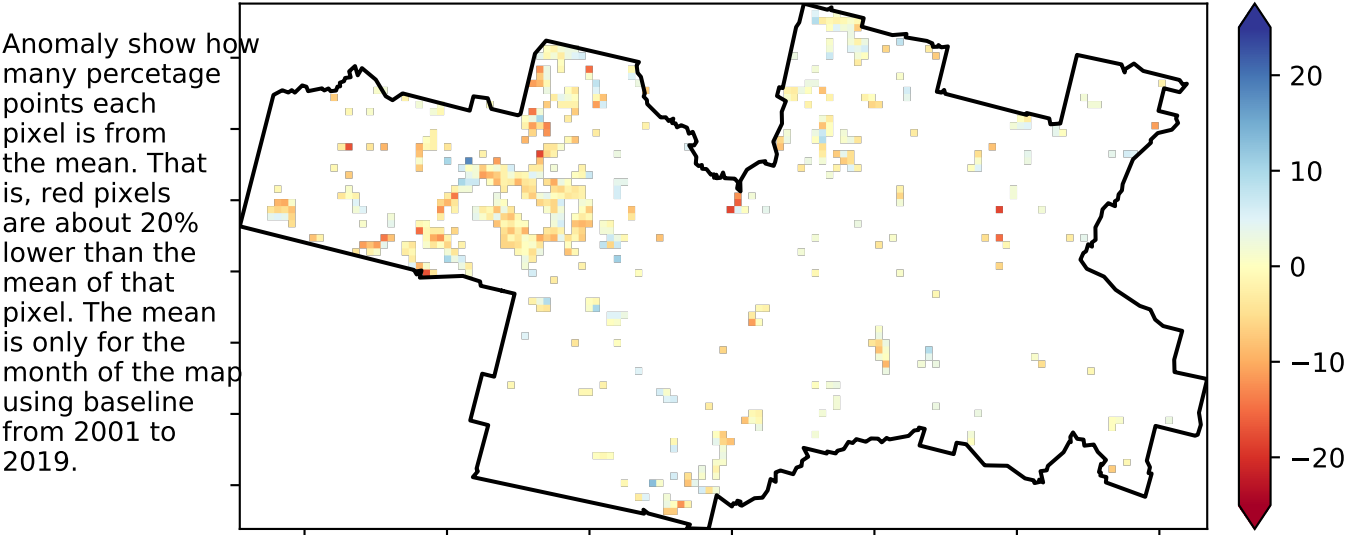 Anomaly show how
many percetage
points each
pixel is from
the mean. That
is, red pixels
are about 20%
lower than the
mean of that
pixel. The mean
is only for the
month of the map
using baseline
from 2001 to
2019.
20
10
0
−10
−20